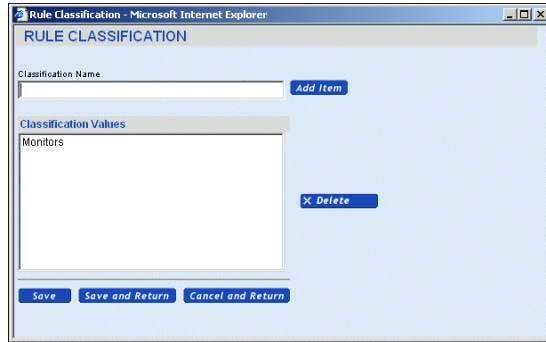 Rule Classification - Microsoft Internet Explorer
RULE CLASSIFICATION
Classification Name
Add Item
Classification Values
Monitors
X Delete
Save
Save and Return
Cancel and Return